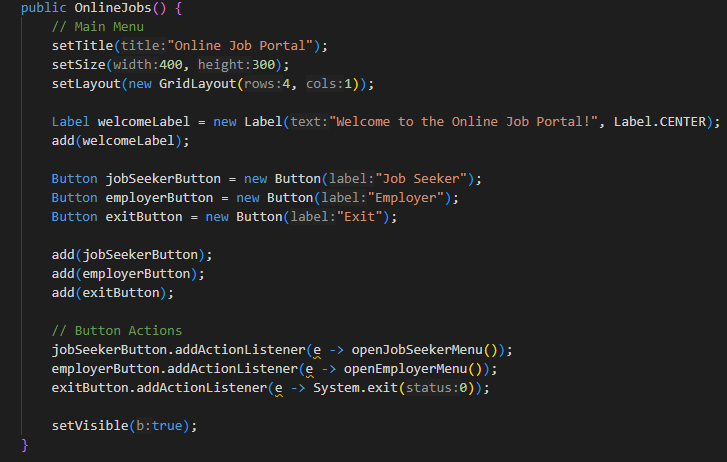 public OnlineJobs() {
// Main Menu
setTitle(title:"Online Job Portal");
setSize(width:400, height:300);
setLayout(new GridLayout(rows:4, cols:1));
Label welcomeLabel = new Label(text:"Welcome to the Online Job Portal!", Label.CENTER);
add(welcomeLabel);
Button jobSeekerButton = new Button(label:"Job Seeker");
Button employerButton = new Button(label:"Employer");
Button exitButton = new Button(label:"Exit");
add(jobSeekerButton);
add(employerButton);
add(exitButton);
// Button Actions
jobSeekerButton.addActionListener(e -> openJobSeekerMenu());
employerButton.addActionListener(e -> openEmployerMenu());
exitButton.addActionListener(e -> System.exit(status:0));
setVisible(b:true);
}